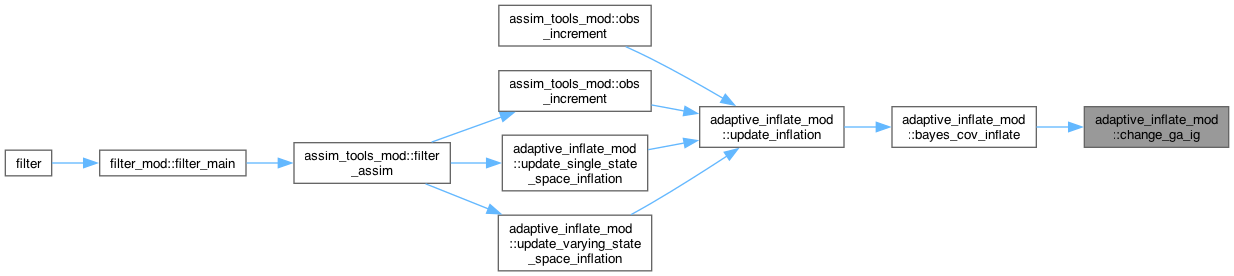 assim_tools_mod::obs
_increment
assim_tools_mod::obs
_increment
adaptive_inflate_mod
::update_inflation
adaptive_inflate_mod
::bayes_cov_inflate
adaptive_inflate_mod
::change_ga_ig
filter
filter_mod::filter_main
assim_tools_mod::filter
_assim
adaptive_inflate_mod
::update_single_state
_space_inflation
adaptive_inflate_mod
::update_varying_state
_space_inflation